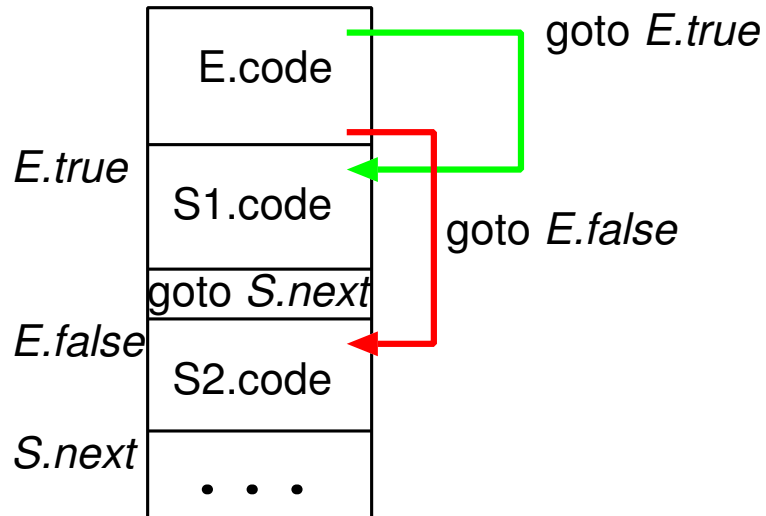 goto E.true
E.code
E.true
S1.code
goto E.false
goto S.next
E.false
S2.code
S.next
. . .